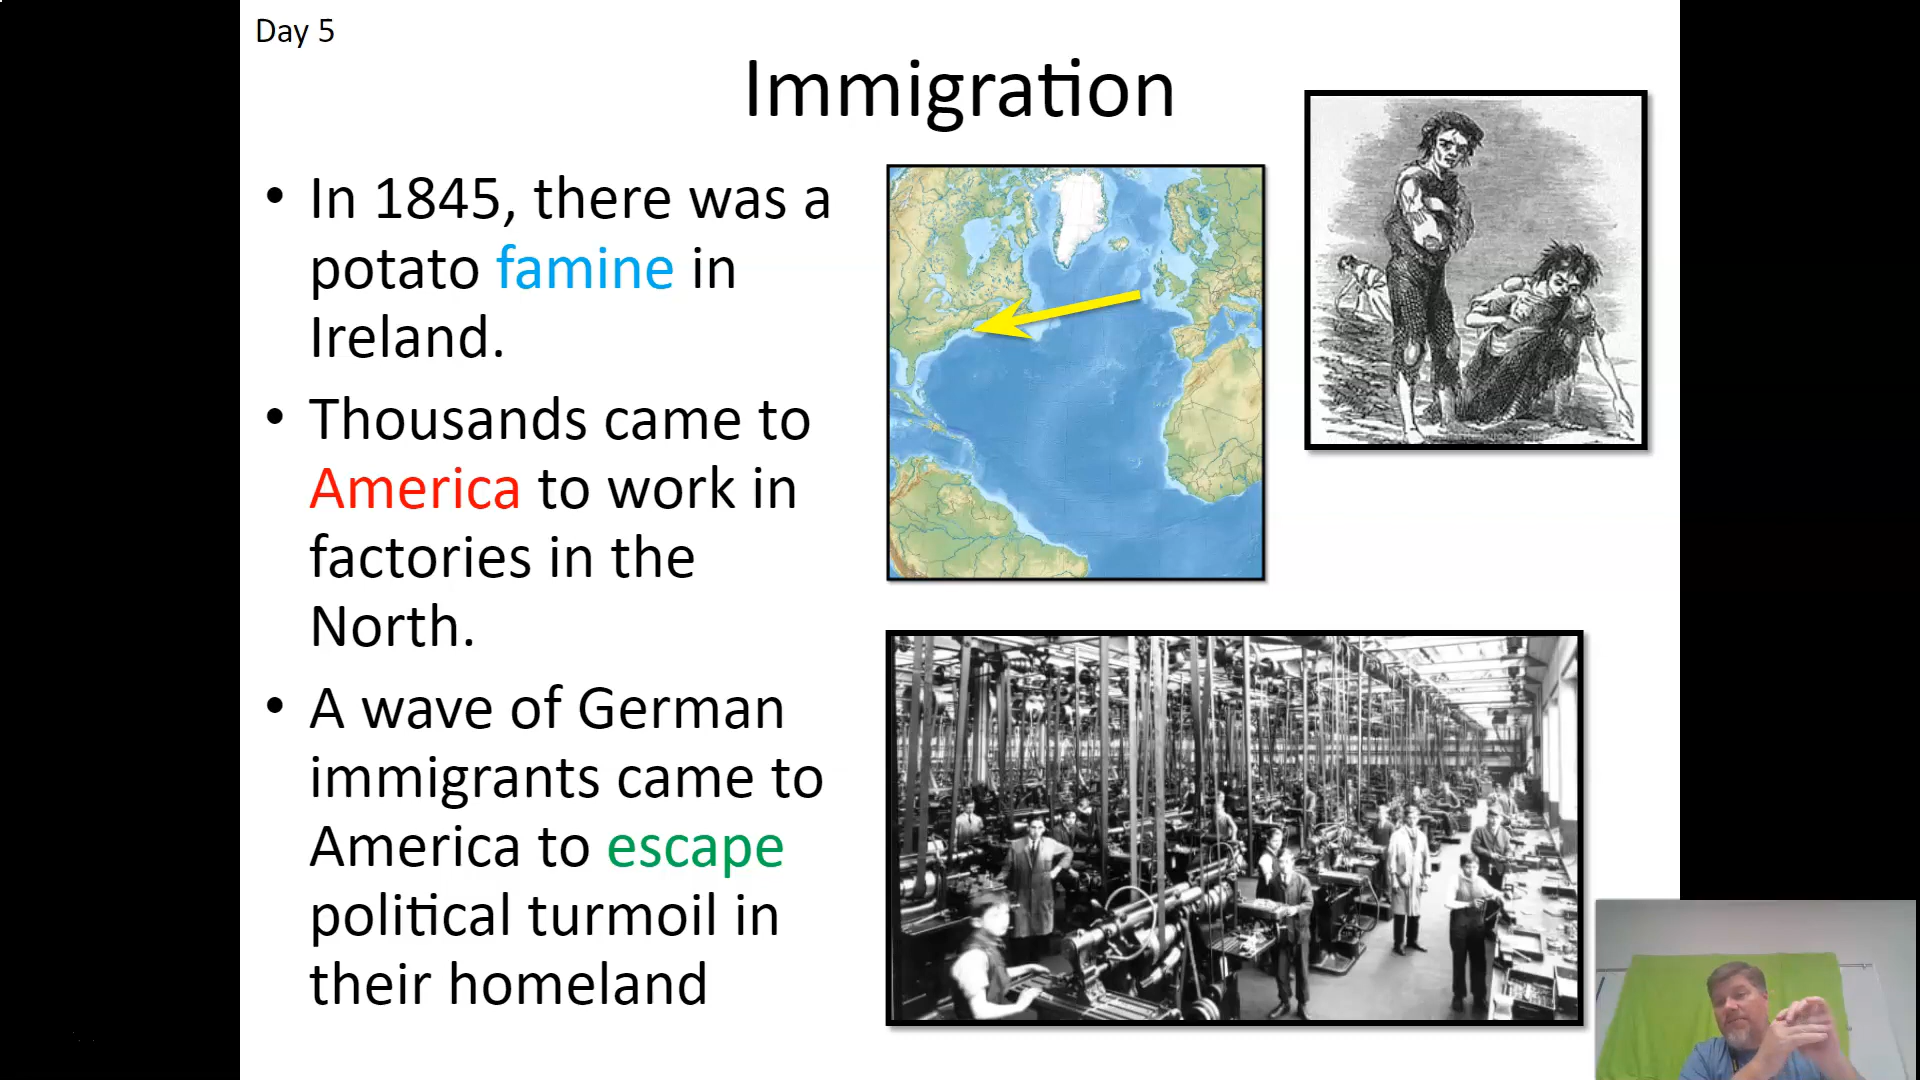 Day 5
Immigration
• In 1845, there was a
potato famine in
Ireland.
• Thousands came to
America to work in
factories in the
North.
• A wave of German
immigrants came to
America to escape
political turmoil in
their homeland